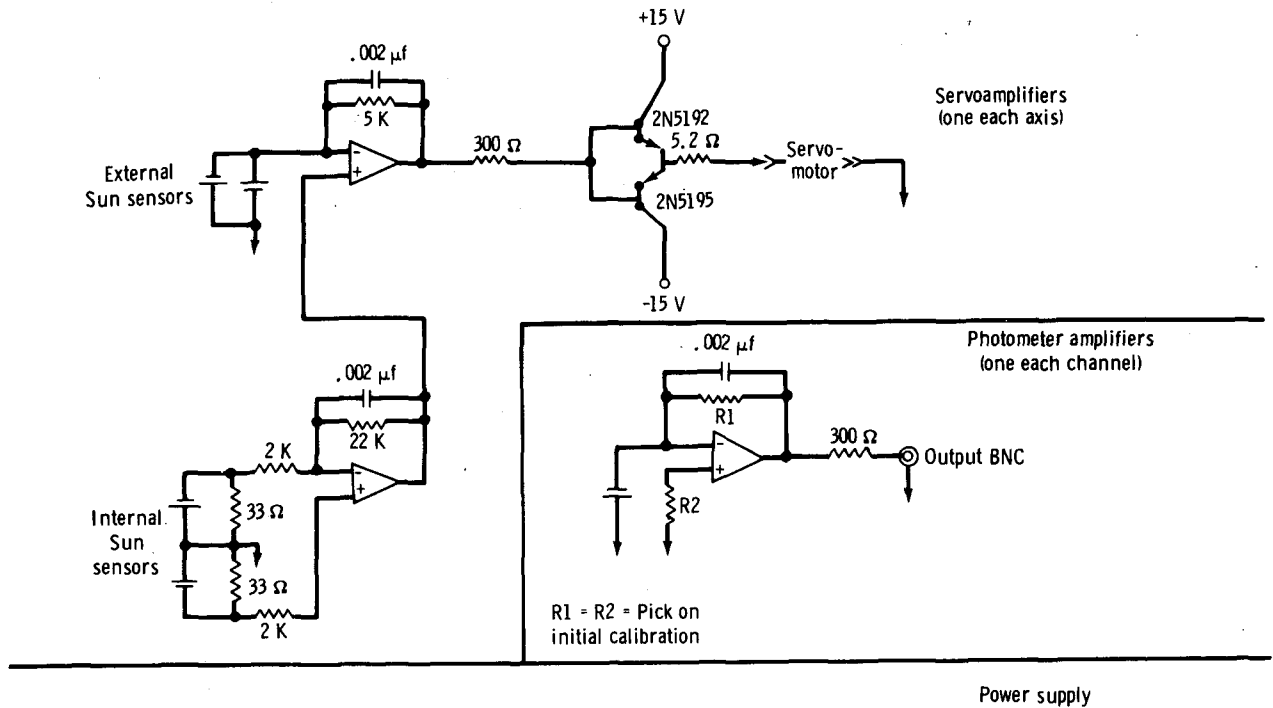 +15 V
.002 µf
5 K
2N5192
5.2 Ω
300 Ω
Servo-
motor
Servoamplifiers
(one each axis)
External
Sun sensors
2N5195
-15 V
Photometer amplifiers
(one each channel)
.002 µf
R1
300 Ω
Output BNC
R2
R1 = R2 = Pick on
initial calibration
.002 µf
22 K
2 K
33 Ω
Internal
Sun
sensors
33 Ω
2 K
Power supply